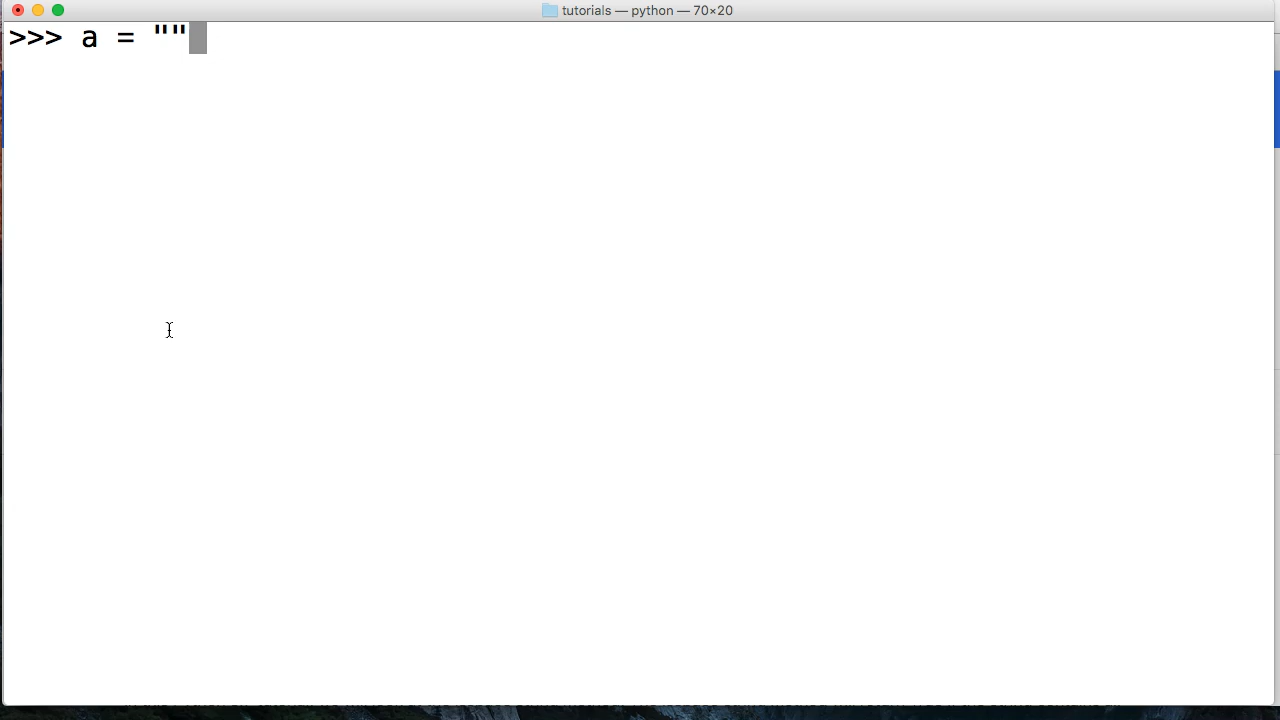 tutorials — python — 70×20
>>> a = ""